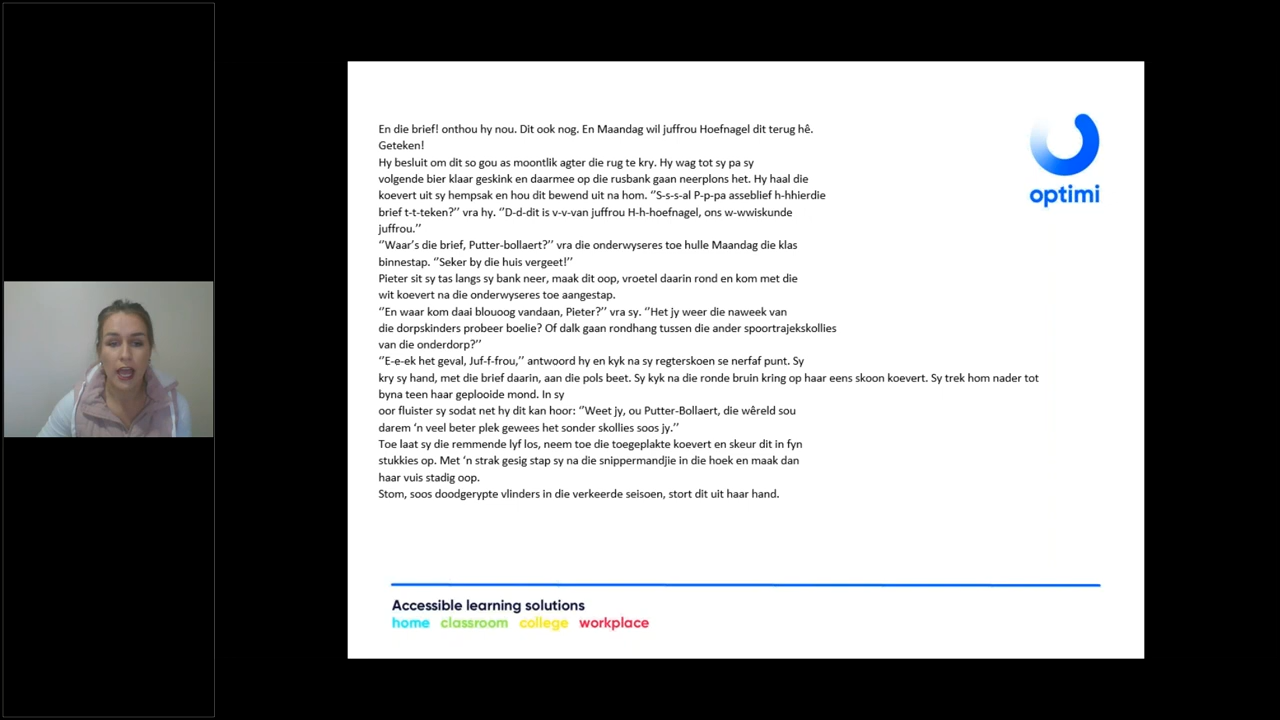 En die brief! onthou hy nou. Dit ook nog. En Maandag wil juffrou Hoefnagel dit terug hê.
Geteken!
Hy besluit om dit so gou as moontlik agter die rug te kry. Hy wag tot sy pa sy
volgende bier klaar geskink en daarmee op die rusbank gaan neerplons het. Hy haal die
koevert uit sy hempsak en hou dit bewend uit na hom. ‘’S-s-s-al P-p-pa asseblief h-hhierdie
brief t-t-teken?’’ vra hy. ‘’D-d-dit is v-v-van juffrou H-h-hoefnagel, ons w-wwiskunde
juffrou.’’
‘’Waar’s die brief, Putter-bollaert?’’ vra die onderwyseres toe hulle Maandag die klas
binnestap. ‘’Seker by die huis vergeet!’’
Pieter sit sy tas langs sy bank neer, maak dit oop, vroetel daarin rond en kom met die
wit koevert na die onderwyseres toe aangestap.
‘’En waar kom daai blouoog vandaan, Pieter?’’ vra sy. ‘’Het jy weer die naweek van
die dorpskinders probeer boelie? Of dalk gaan rondhang tussen die ander spoortrajekskollies
van die onderdorp?’’
‘’E-e-ek het geval, Juf-f-frou,’’ antwoord hy en kyk na sy regterskoen se nerfaf punt. Sy
kry sy hand, met die brief daarin, aan die pols beet. Sy kyk na die ronde bruin kring op haar eens skoon koevert. Sy trek hom nader tot
byna teen haar geplooide mond. In sy
oor fluister sy sodat net hy dit kan hoor: ‘’Weet jy, ou Putter-Bollaert, die wêreld sou
darem ‘n veel beter plek gewees het sonder skollies soos jy.’’
Toe laat sy die remmende lyf los, neem toe die toegeplakte koevert en skeur dit in fyn
stukkies op. Met ‘n strak gesig stap sy na die snippermandjie in die hoek en maak dan
haar vuis stadig oop.
Stom, soos doodgerypte vlinders in die verkeerde seisoen, stort dit uit haar hand.
optimi
Accessible learning solutions
home classroom college workplace